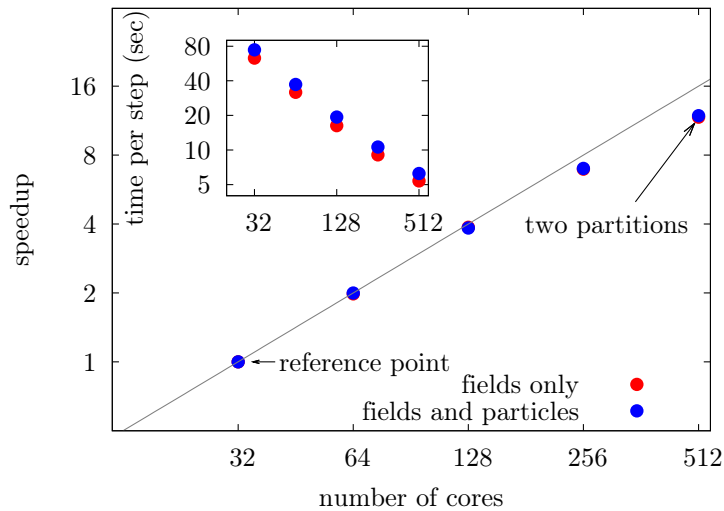 80
40
20
10
5
time per step (sec)
32 128 512
16
8
4
2
1
speedup
two partitions
reference point
fields only
fields and particles
32 64 128 256 512
number of cores